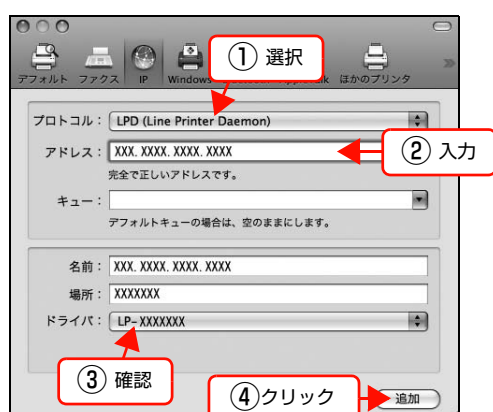 ① 選択
デフォルト ファクス IP Windows ほかのプリンタ
プロトコル： LPD (Line Printer Daemon)
アドレス： XXX. XXXX. XXXX. XXXX
② 入力
完全で正しいアドレスです。
キュー：
デフォルトキューの場合は、空のままにします。
名前： XXX. XXXX. XXXX. XXXX
場所： XXXXXXX
ドライバ： LP-XXXXXXX
③ 確認
④クリック
追加